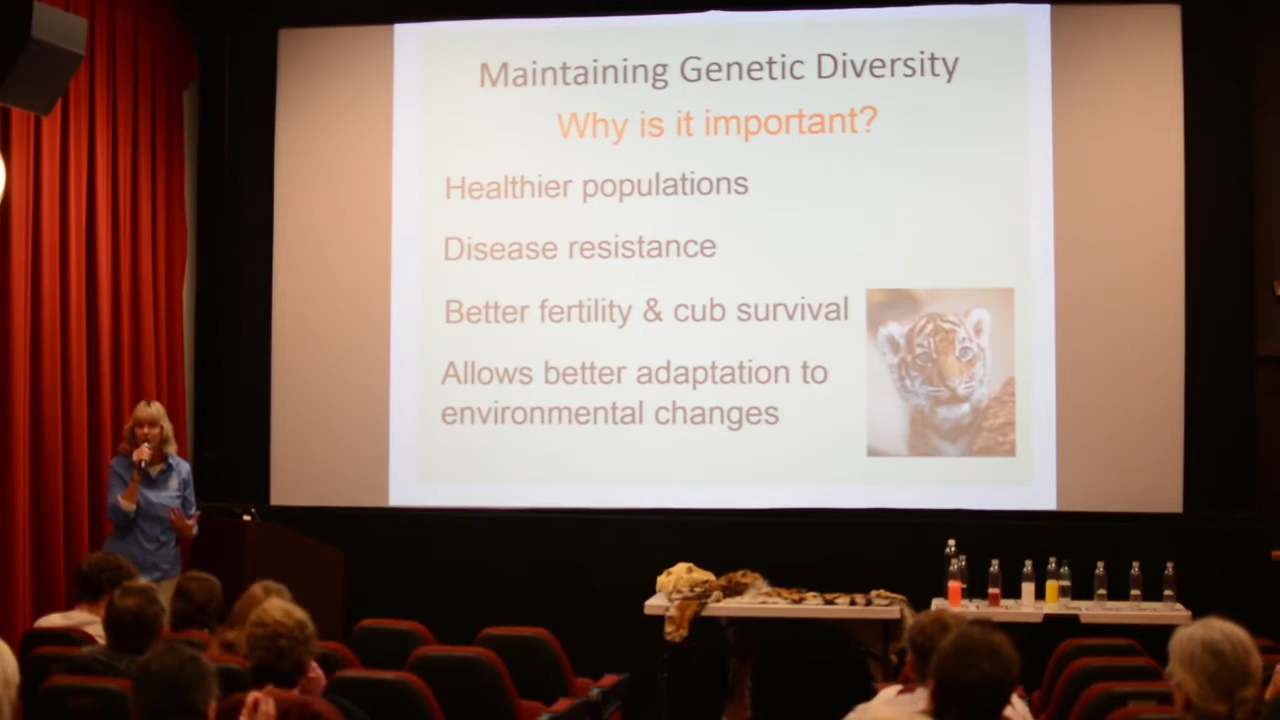 Maintaining Genetic Diversity
Why is it important?
Healthier populations
Disease resistance
Better fertility & cub survival
Allows better adaptation to
environmental changes